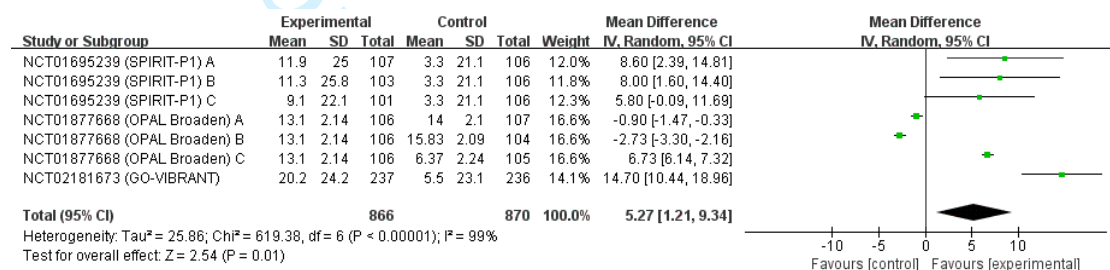 Experimental Control Mean Difference Mean Difference
Study or Subgroup Mean SD Total Mean SD Total Weight IV, Random, 95% CI IV, Random, 95% CI
NCT01695239 (SPIRIT-P1) A 11.9 25 107 3.3 21.1 106 12.0% 8.60 [2.39, 14.81]
NCT01695239 (SPIRIT-P1) B 11.3 25.8 103 3.3 21.1 106 11.8% 8.00 [1.60, 14.40]
NCT01695239 (SPIRIT-P1) C 9.1 22.1 101 3.3 21.1 106 12.3% 5.80 [-0.09, 11.69]
NCT01877668 (OPAL Broaden) A 13.1 2.14 106 14 2.1 107 16.6% -0.90 [-1.47, -0.33]
NCT01877668 (OPAL Broaden) B 13.1 2.14 106 15.83 2.09 104 16.6% -2.73 [-3.30, -2.16]
NCT01877668 (OPAL Broaden) C 13.1 2.14 106 6.37 2.24 105 16.6% 6.73 [6.14, 7.32]
NCT02181673 (GO-VIBRANT) 20.2 24.2 237 5.5 23.1 236 14.1% 14.70 [10.44, 18.96]
Total (95% CI) 866 870 100.0% 5.27 [1.21, 9.34]
Heterogeneity: Tau² = 25.86; Chi² = 619.38, df = 6 (P < 0.00001); I² = 99%
Test for overall effect: Z = 2.54 (P = 0.01)
-10 -5 0 5 10
Favours [control] Favours [experimental]